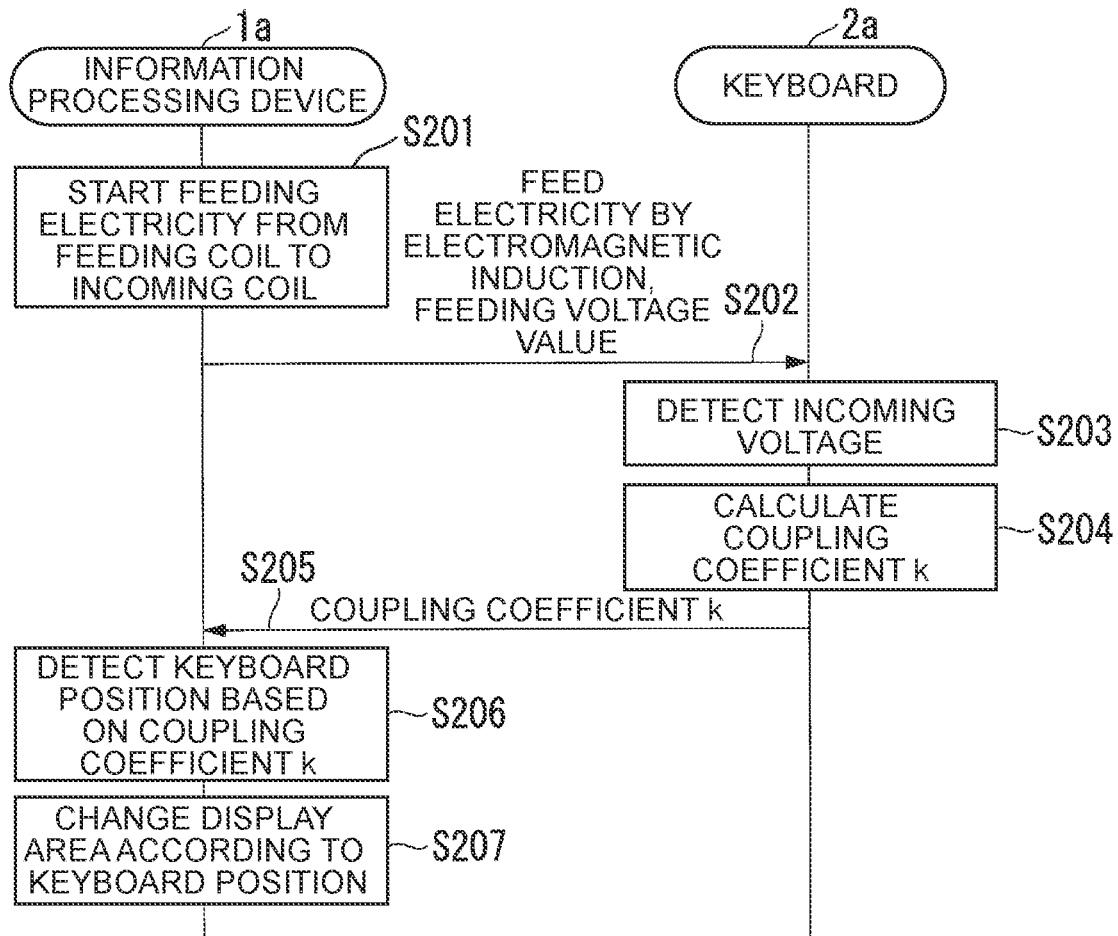 1a
INFORMATION
PROCESSING DEVICE
2a
KEYBOARD
S201
START FEEDING
ELECTRICITY FROM
FEEDING COIL TO
INCOMING COIL
FEED
ELECTRICITY BY
ELECTROMAGNETIC
INDUCTION,
FEEDING VOLTAGE
VALUE
S202
DETECT INCOMING
VOLTAGE
S203
CALCULATE
COUPLING
COEFFICIENT k
S204
S205
COUPLING COEFFICIENT k
DETECT KEYBOARD
POSITION BASED
ON COUPLING
COEFFICIENT k
S206
CHANGE DISPLAY
AREA ACCORDING TO
KEYBOARD POSITION
S207